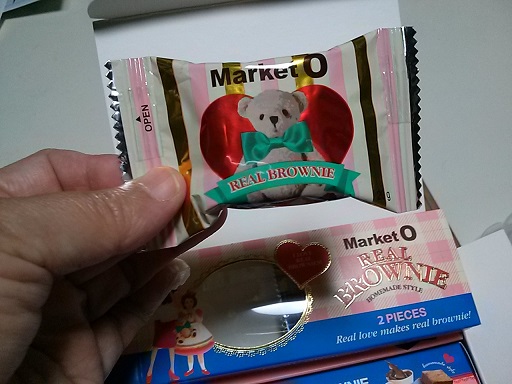 Market O
OPEN
REAL BROWNIE
Market O
REAL
BROWNIE
HOMEMADE STYLE
2 PIECES
Real love makes real brownie!